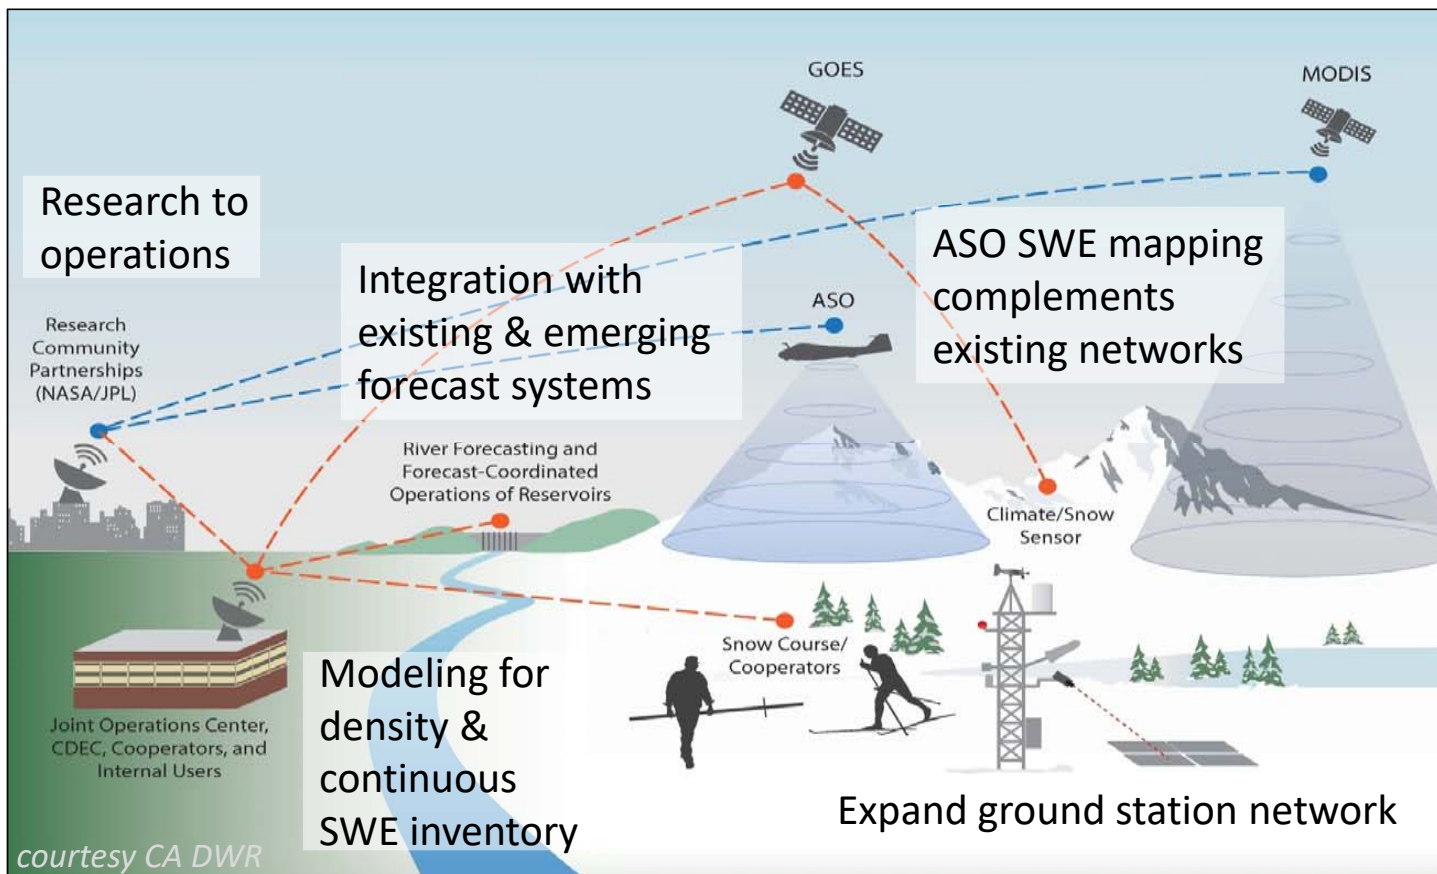 GOES
MODIS
Research to
operations
Integration with
existing & emerging
forecast systems
ASO SWE mapping
complements
existing networks
ASO
Research
Community
Partnerships
(NASA/JPL)
River Forecasting and
Forecast-Coordinated
Operations of Reservoirs
Climate/Snow
Sensor
Snow Course/
Cooperators
Joint Operations Center,
CDEC, Cooperators, and
Internal Users
Modeling for
density &
continuous
SWE inventory
Expand ground station network
courtesy CA DWR